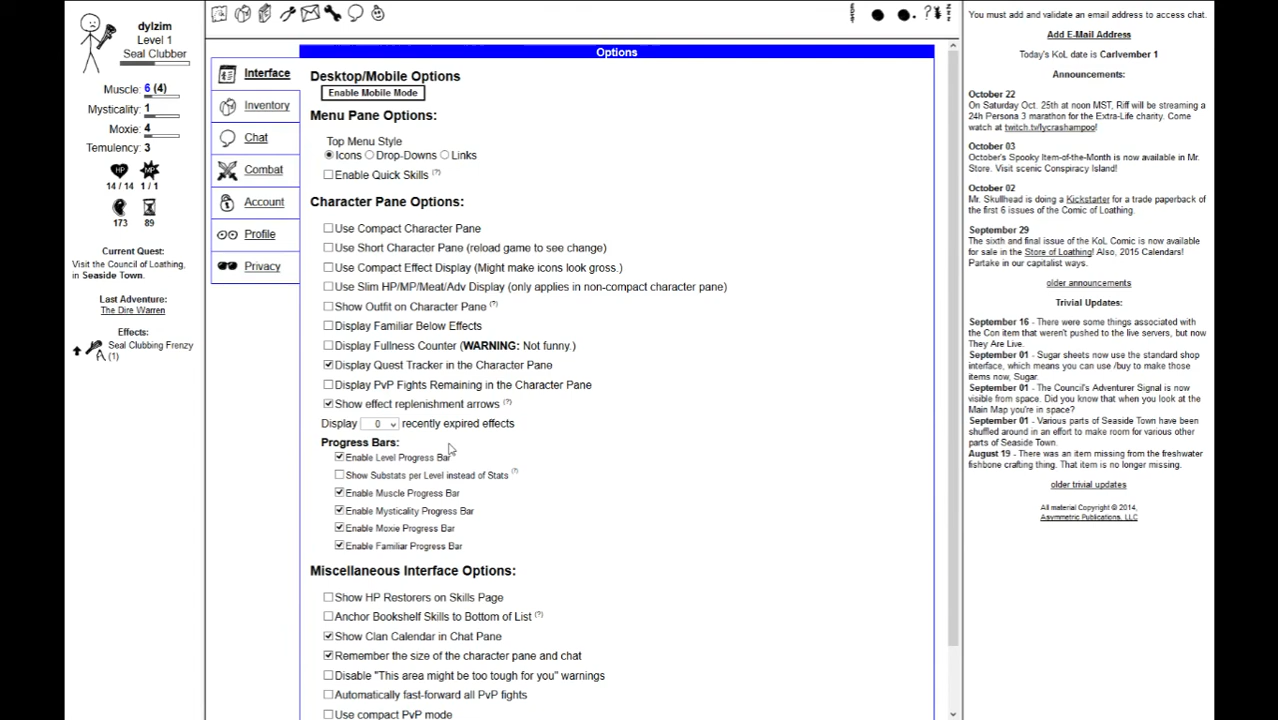 dylzim
Level 1
Seal Clubber
Muscle: 6 (4)
Mysticality: 1
Moxie: 4
Temulency: 3
HP
MP
14 / 14 1 / 1
173 89
Current Quest:
Visit the Council of Loathing,
in Seaside Town.
Last Adventure:
The Dire Warren
Effects:
Seal Clubbing Frenzy
(1)
Options
Interface
Inventory
Chat
Combat
Account
Profile
Privacy
Desktop/Mobile Options
Enable Mobile Mode
Menu Pane Options:
Top Menu Style
Icons Drop-Downs Links
Enable Quick Skills (?)
Character Pane Options:
Use Compact Character Pane
Use Short Character Pane (reload game to see change)
Use Compact Effect Display (Might make icons look gross.)
Use Slim HP/MP/Meat/Adv Display (only applies in non-compact character pane)
Show Outfit on Character Pane (?)
Display Familiar Below Effects
Display Fullness Counter (WARNING: Not funny.)
Display Quest Tracker in the Character Pane
Display PvP Fights Remaining in the Character Pane
Show effect replenishment arrows (?)
Display 0 recently expired effects
Progress Bars:
Enable Level Progress Bar
Show Substats per Level instead of Stats (?)
Enable Muscle Progress Bar
Enable Mysticality Progress Bar
Enable Moxie Progress Bar
Enable Familiar Progress Bar
Miscellaneous Interface Options:
Show HP Restorers on Skills Page
Anchor Bookshelf Skills to Bottom of List (?)
Show Clan Calendar in Chat Pane
Remember the size of the character pane and chat
Disable "This area might be too tough for you" warnings
Automatically fast-forward all PvP fights
Use compact PvP mode
You must add and validate an email address to access chat.
Add E-Mail Address
Today's KoL date is Carlvember 1
Announcements:
October 22
On Saturday Oct. 25th at noon MST, Riff will be streaming a
24h Persona 3 marathon for the Extra-Life charity. Come
watch at twitch.tv/lycrashampoo!
October 03
October's Spooky Item-of-the-Month is now available in Mr.
Store. Visit scenic Conspiracy Island!
October 02
Mr. Skullhead is doing a Kickstarter for a trade paperback of
the first 6 issues of the Comic of Loathing.
September 29
The sixth and final issue of the KoL Comic is now available
for sale in the Store of Loathing! Also, 2015 Calendars!
Partake in our capitalist ways.
older announcements
Trivial Updates:
September 16 - There were some things associated with
the Con item that weren't pushed to the live servers, but now
They Are Live.
September 01 - Sugar sheets now use the standard shop
interface, which means you can use /buy to make those
items now, Sugar.
September 01 - The Council's Adventurer Signal is now
visible from space. Did you know that when you look at the
Main Map you're in space?
September 01 - Various parts of Seaside Town have been
shuffled around in an effort to make room for various other
parts of Seaside Town.
August 19 - There was an item missing from the freshwater
fishbone crafting thing. That item is no longer missing.
older trivial updates
All material Copyright © 2014,
Asymmetric Publications, LLC